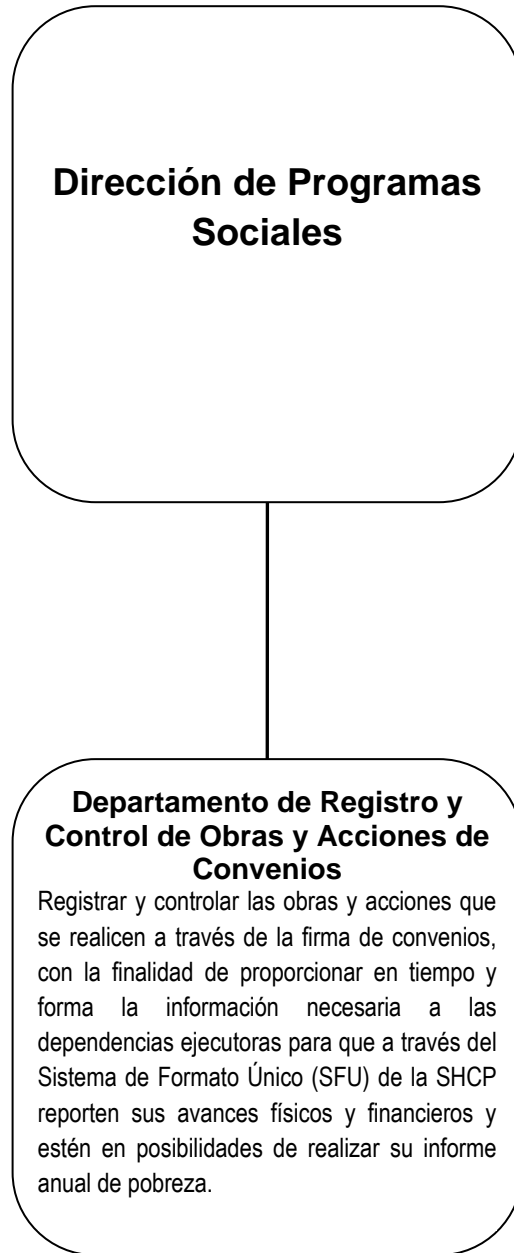 Dirección de Programas
Sociales
Departamento de Registro y
Control de Obras y Acciones de
Convenios
Registrar y controlar las obras y acciones que
se realicen a través de la firma de convenios,
con la finalidad de proporcionar en tiempo y
forma la información necesaria a las
dependencias ejecutoras para que a través del
Sistema de Formato Único (SFU) de la SHCP
reporten sus avances físicos y financieros y
estén en posibilidades de realizar su informe
anual de pobreza.